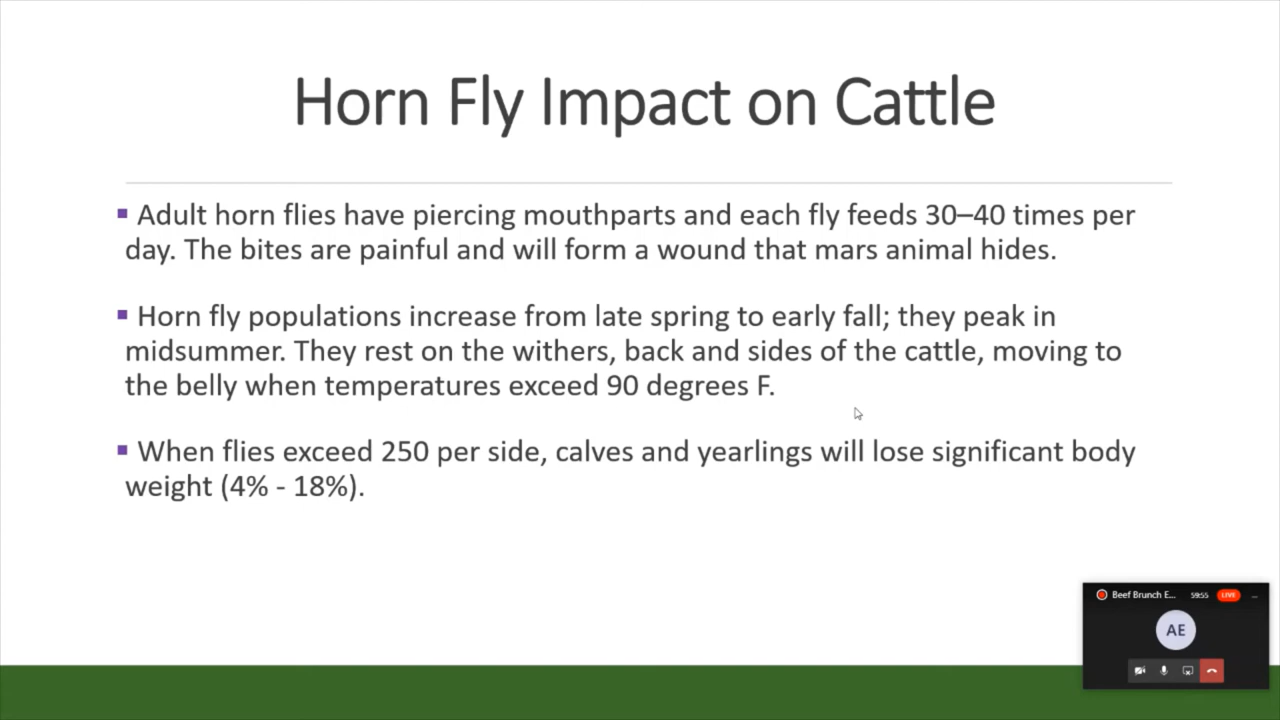 Horn Fly Impact on Cattle
▪ Adult horn flies have piercing mouthparts and each fly feeds 30–40 times per
day. The bites are painful and will form a wound that mars animal hides.
▪ Horn fly populations increase from late spring to early fall; they peak in
midsummer. They rest on the withers, back and sides of the cattle, moving to
the belly when temperatures exceed 90 degrees F.
▪ When flies exceed 250 per side, calves and yearlings will lose significant body
weight (4% - 18%).
Beef Brunch E... 59:55 LIVE ...
AE